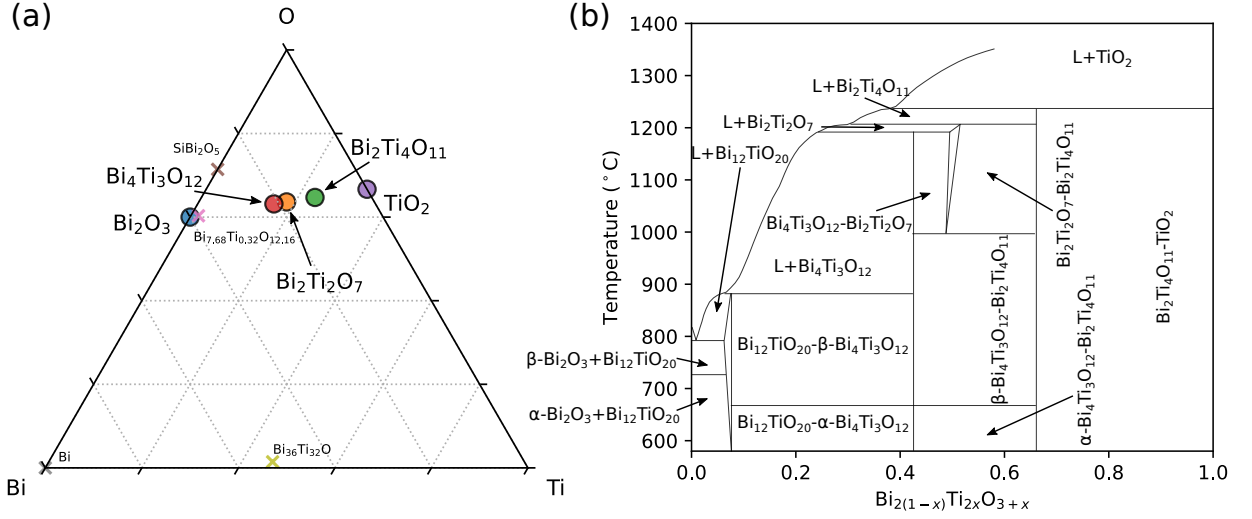 (a)
O
SiBi₂O₅
Bi₂Ti₄O₁₁
Bi₄Ti₃O₁₂
TiO₂
Bi₂O₃
Bi₇,₆₈Ti₀,₃₂O₁₂,₁₆
Bi₂Ti₂O₇
Bi
Bi₃₆Ti₃₂O
Bi
Ti
(b)
1400
1300
1200
1100
1000
900
800
700
600
Temperature (°C)
L+TiO₂
L+Bi₂Ti₄O₁₁
L+Bi₂Ti₂O₇
L+Bi₁₂TiO₂₀
Bi₄Ti₃O₁₂-Bi₂Ti₂O₇
Bi₂Ti₂O₇-Bi₂Ti₄O₁₁
L+Bi₄Ti₃O₁₂
Bi₂Ti₄O₁₁-TiO₂
β-Bi₄Ti₃O₁₂-Bi₂Ti₄O₁₁
α-Bi₄Ti₃O₁₂-Bi₂Ti₄O₁₁
Bi₁₂TiO₂₀-β-Bi₄Ti₃O₁₂
β-Bi₂O₃+Bi₁₂TiO₂₀
α-Bi₂O₃+Bi₁₂TiO₂₀
Bi₁₂TiO₂₀-α-Bi₄Ti₃O₁₂
0.0 0.2 0.4 0.6 0.8 1.0
Bi₂₍₁₋ₓ₎Ti₂ₓO₃₊ₓ